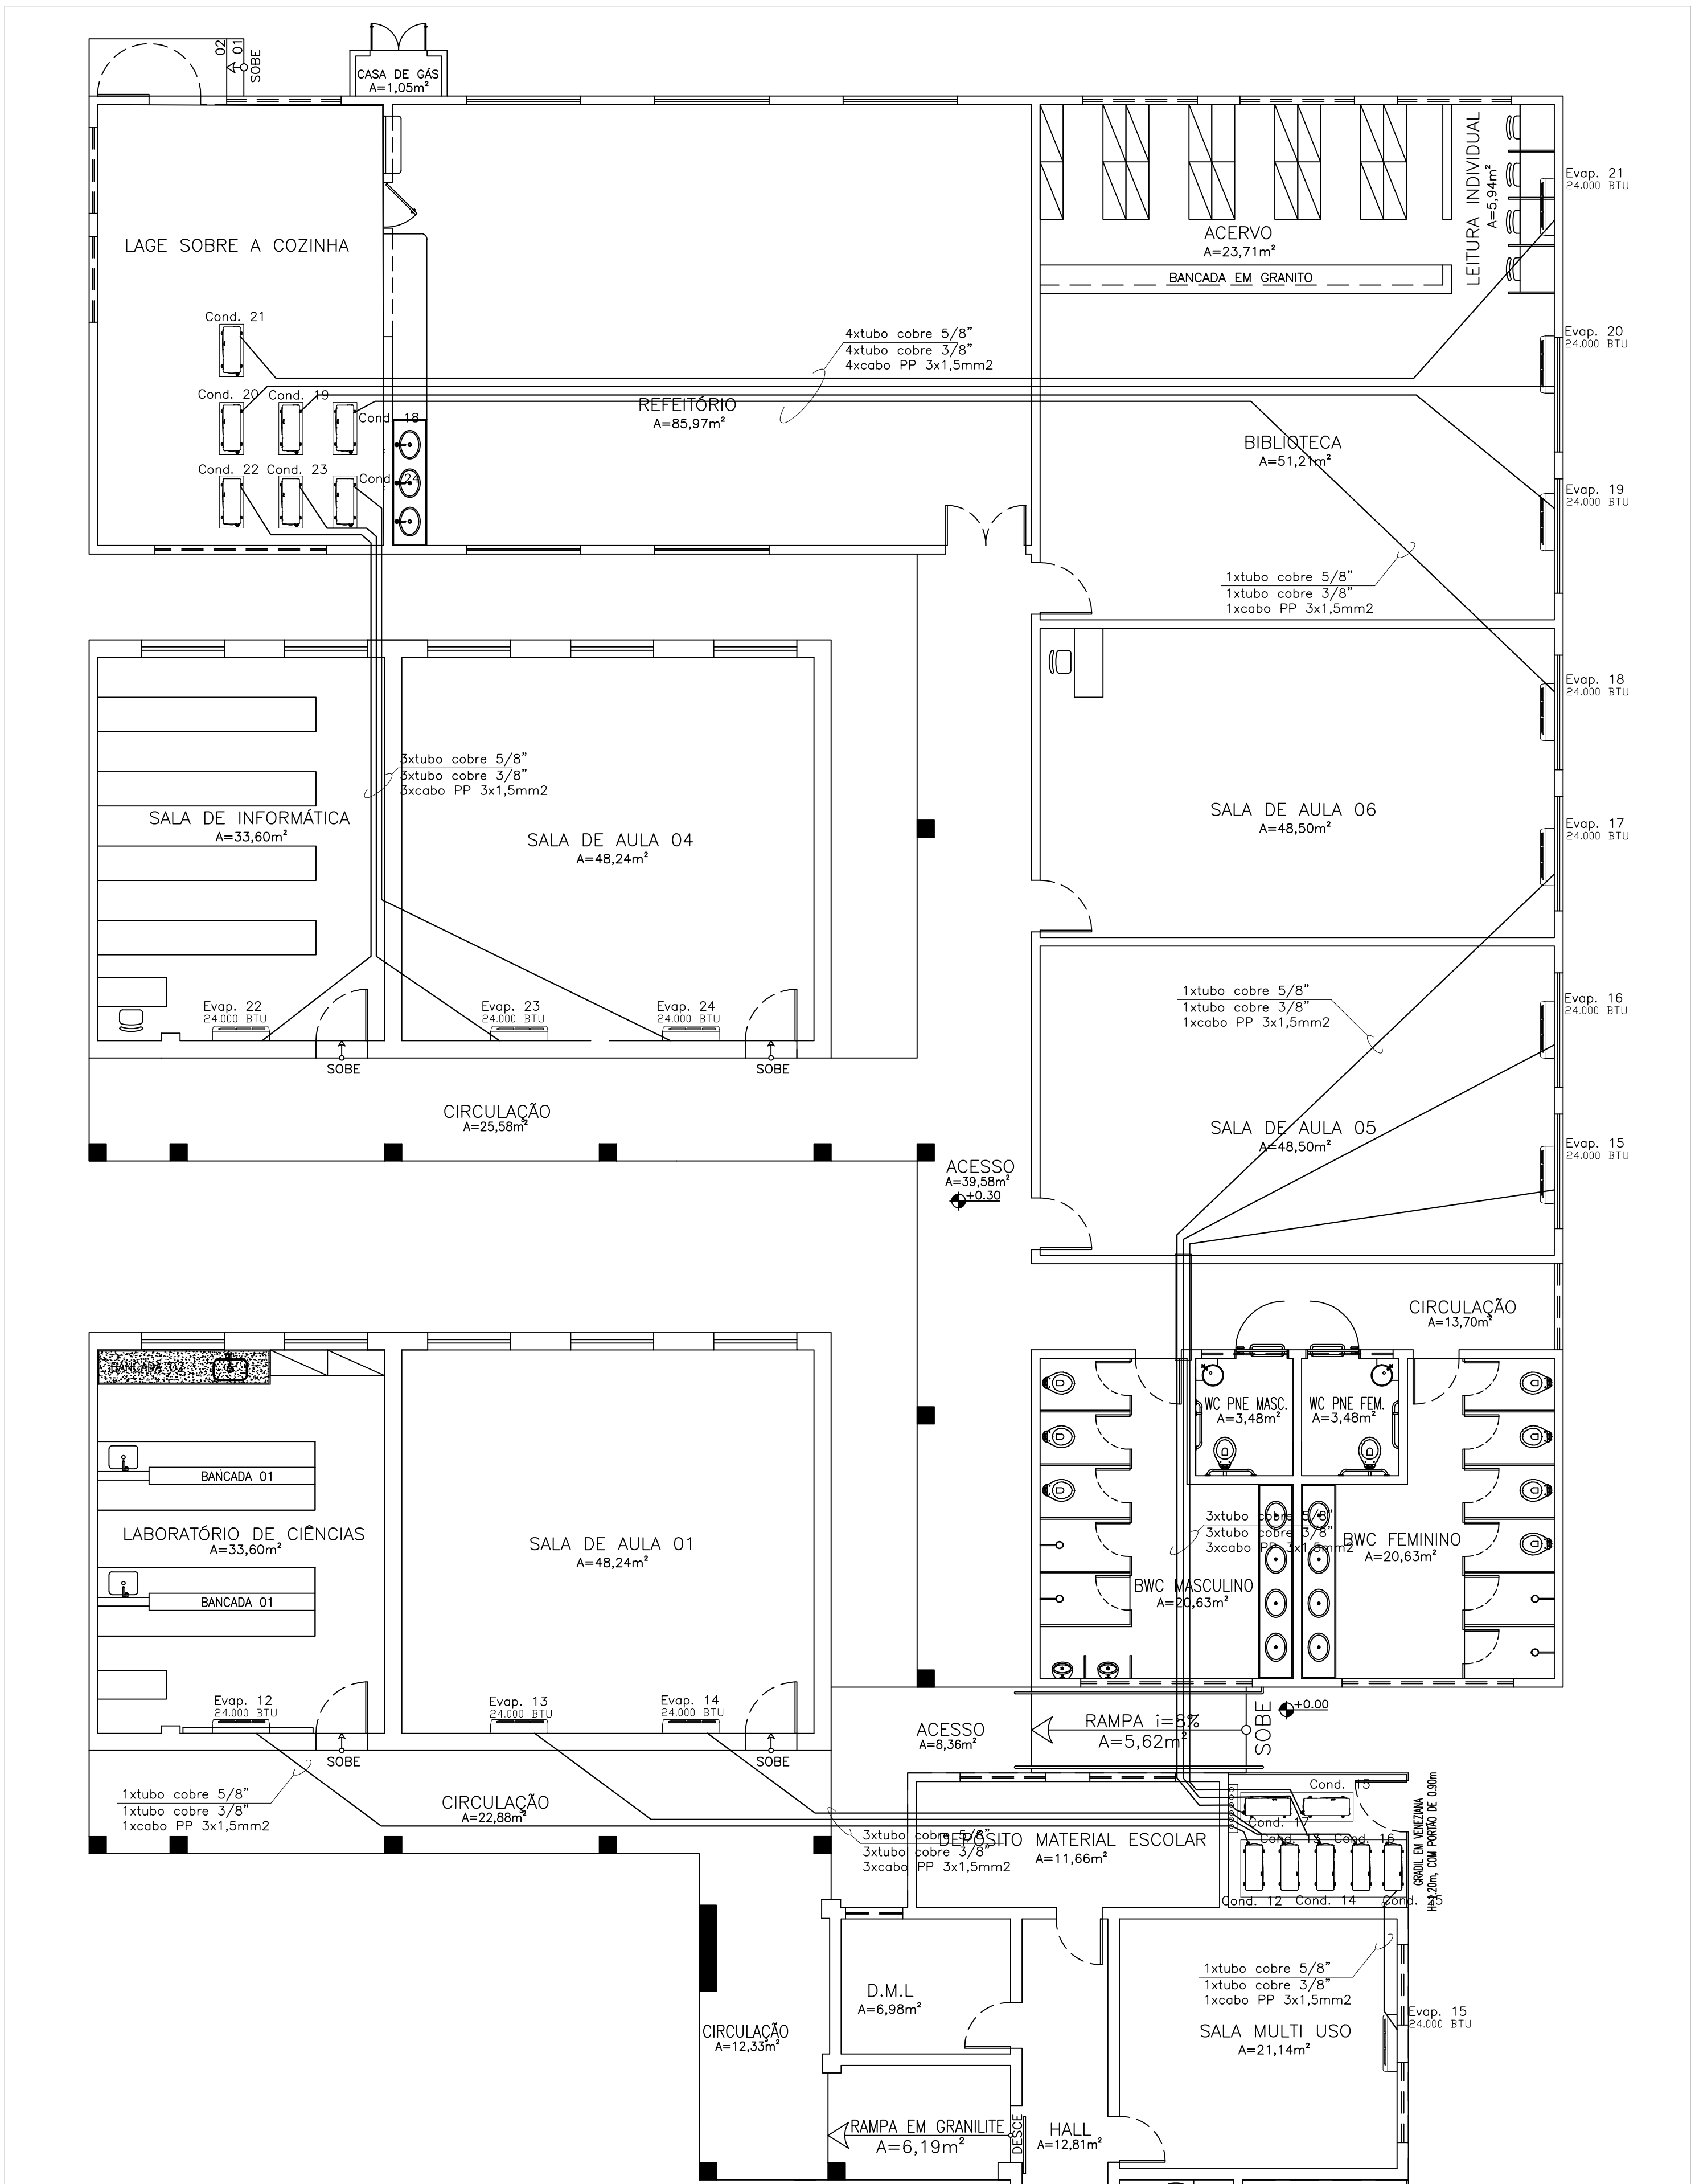 02
01
SOBE
CASA DE GÁS
A=1,05m²
LAGE SOBRE A COZINHA
Cond. 21
Cond. 20
Cond. 19
Cond. 18
Cond. 22
Cond. 23
Cond. 24
4xtubo cobre 5/8"
4xtubo cobre 3/8"
4xcabo PP 3x1,5mm2
REFEITÓRIO
A=85,97m²
ACERVO
A=23,71m²
BANCADA EM GRANITO
LEITURA INDIVIDUAL
A=5,94m²
Evap. 21
24.000 BTU
Evap. 20
24.000 BTU
BIBLIOTECA
A=51,21m²
Evap. 19
24.000 BTU
1xtubo cobre 5/8"
1xtubo cobre 3/8"
1xcabo PP 3x1,5mm2
Evap. 18
24.000 BTU
3xtubo cobre 5/8"
3xtubo cobre 3/8"
3xcabo PP 3x1,5mm2
SALA DE INFORMÁTICA
A=33,60m²
SALA DE AULA 04
A=48,24m²
SALA DE AULA 06
A=48,50m²
Evap. 17
24.000 BTU
Evap. 22
24.000 BTU
Evap. 23
24.000 BTU
Evap. 24
24.000 BTU
1xtubo cobre 5/8"
1xtubo cobre 3/8"
1xcabo PP 3x1,5mm2
Evap. 16
24.000 BTU
SOBE
SOBE
CIRCULAÇÃO
A=25,58m²
SALA DE AULA 05
A=48,50m²
Evap. 15
24.000 BTU
ACESSO
A=39,58m²
+0.30
CIRCULAÇÃO
A=13,70m²
BANCADA 02
WC PNE MASC.
A=3,48m²
WC PNE FEM.
A=3,48m²
BANCADA 01
LABORATÓRIO DE CIÊNCIAS
A=33,60m²
SALA DE AULA 01
A=48,24m²
3xtubo cobre 5/8"
3xtubo cobre 3/8"
3xcabo PP 3x1,5mm2
BWC FEMININO
A=20,63m²
BWC MASCULINO
A=20,63m²
BANCADA 01
Evap. 12
24.000 BTU
Evap. 13
24.000 BTU
Evap. 14
24.000 BTU
+0.00
ACESSO
A=8,36m²
RAMPA i=8%
A=5,62m²
SOBE
SOBE
SOBE
1xtubo cobre 5/8"
1xtubo cobre 3/8"
1xcabo PP 3x1,5mm2
CIRCULAÇÃO
A=22,88m²
3xtubo cobre 5/8"
3xtubo cobre 3/8"
3xcabo PP 3x1,5mm2
DEPÓSITO MATERIAL ESCOLAR
A=11,66m²
Cond. 15
Cond. 17
Cond. 13
Cond. 16
Cond. 12
Cond. 14
Cond.
GRADIL EM VENEZIANA
H=2,20m, COM PORTÃO DE 0.90m
D.M.L
A=6,98m²
1xtubo cobre 5/8"
1xtubo cobre 3/8"
1xcabo PP 3x1,5mm2
Evap. 15
24.000 BTU
CIRCULAÇÃO
A=12,33m²
SALA MULTI USO
A=21,14m²
RAMPA EM GRANILITE
A=6,19m²
DESCE
HALL
A=12,81m²